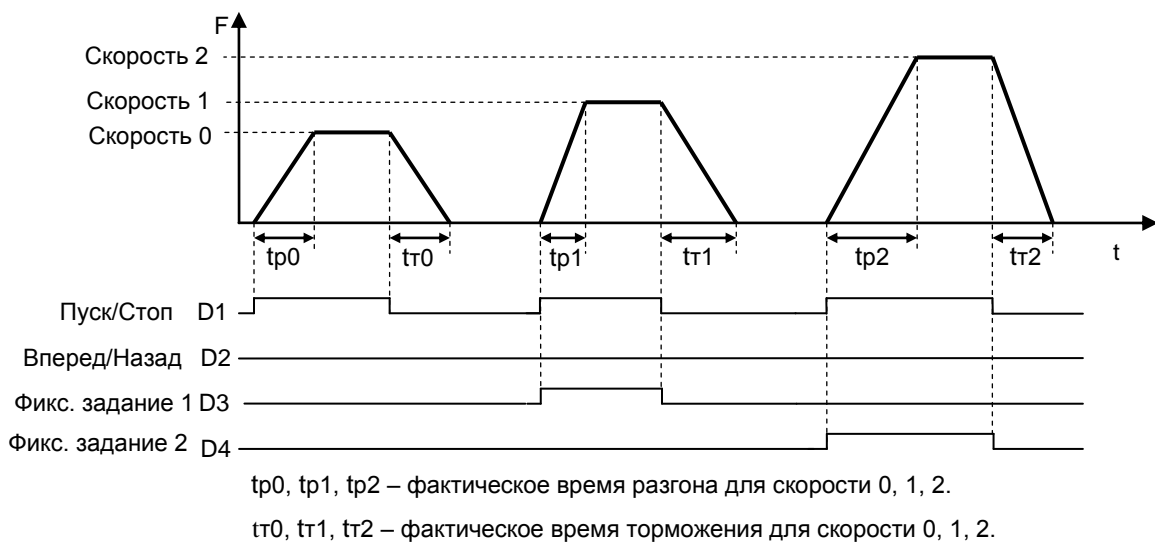 F
Скорость 2
Скорость 1
Скорость 0
tр0 tт0 tр1 tт1 tр2 tт2 t
Пуск/Стоп D1
Вперед/Назад D2
Фикс. задание 1 D3
Фикс. задание 2 D4
tр0, tр1, tр2 – фактическое время разгона для скорости 0, 1, 2.
tт0, tт1, tт2 – фактическое время торможения для скорости 0, 1, 2.